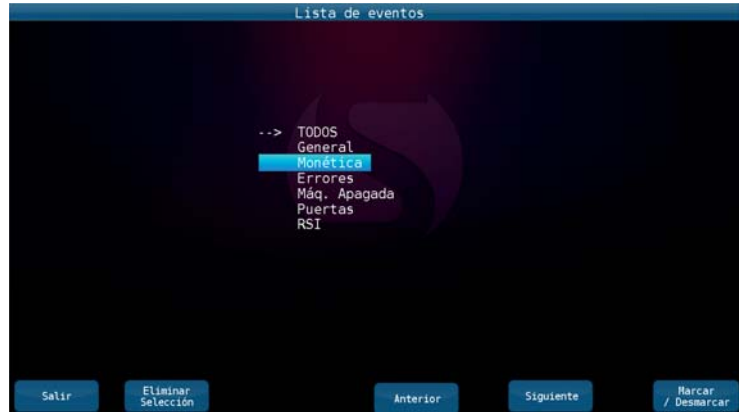 Lista de eventos
--> TODOS
General
Monética
Errores
Máq. Apagada
Puertas
RSI
Salir
Eliminar
Selección
Anterior
Siguiente
Marcar
/ Desmarcar